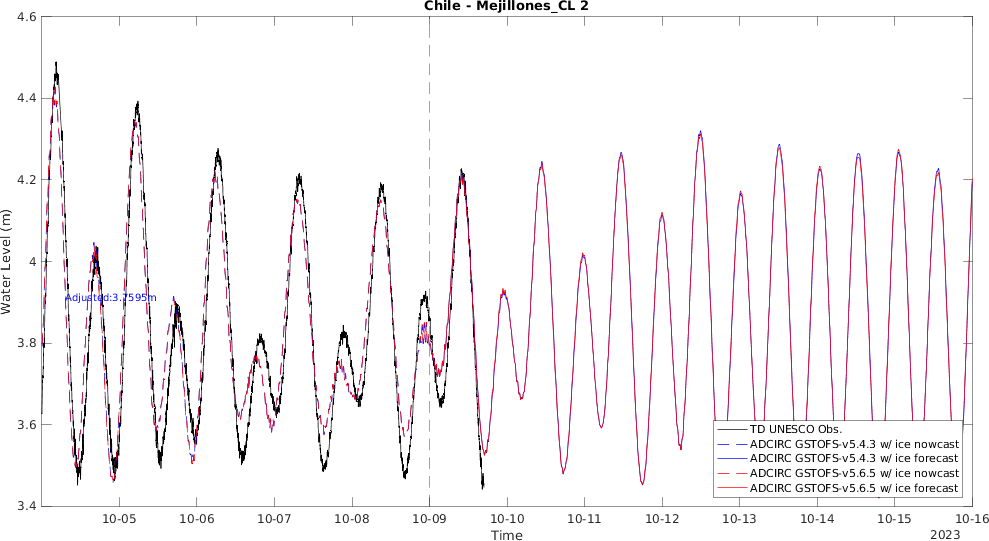 Chile - Mejillones_CL 2
4.6
4.4
4.2
4
3.8
3.6
3.4
Water Level (m)
Adjusted:3.7595m
TD UNESCO Obs.
ADCIRC GSTOFS-v5.4.3 w/ ice nowcast
ADCIRC GSTOFS-v5.4.3 w/ ice forecast
ADCIRC GSTOFS-v5.6.5 w/ ice nowcast
ADCIRC GSTOFS-v5.6.5 w/ ice forecast
10-05 10-06 10-07 10-08 10-09 10-10 10-11 10-12 10-13 10-14 10-15 10-16
Time
2023